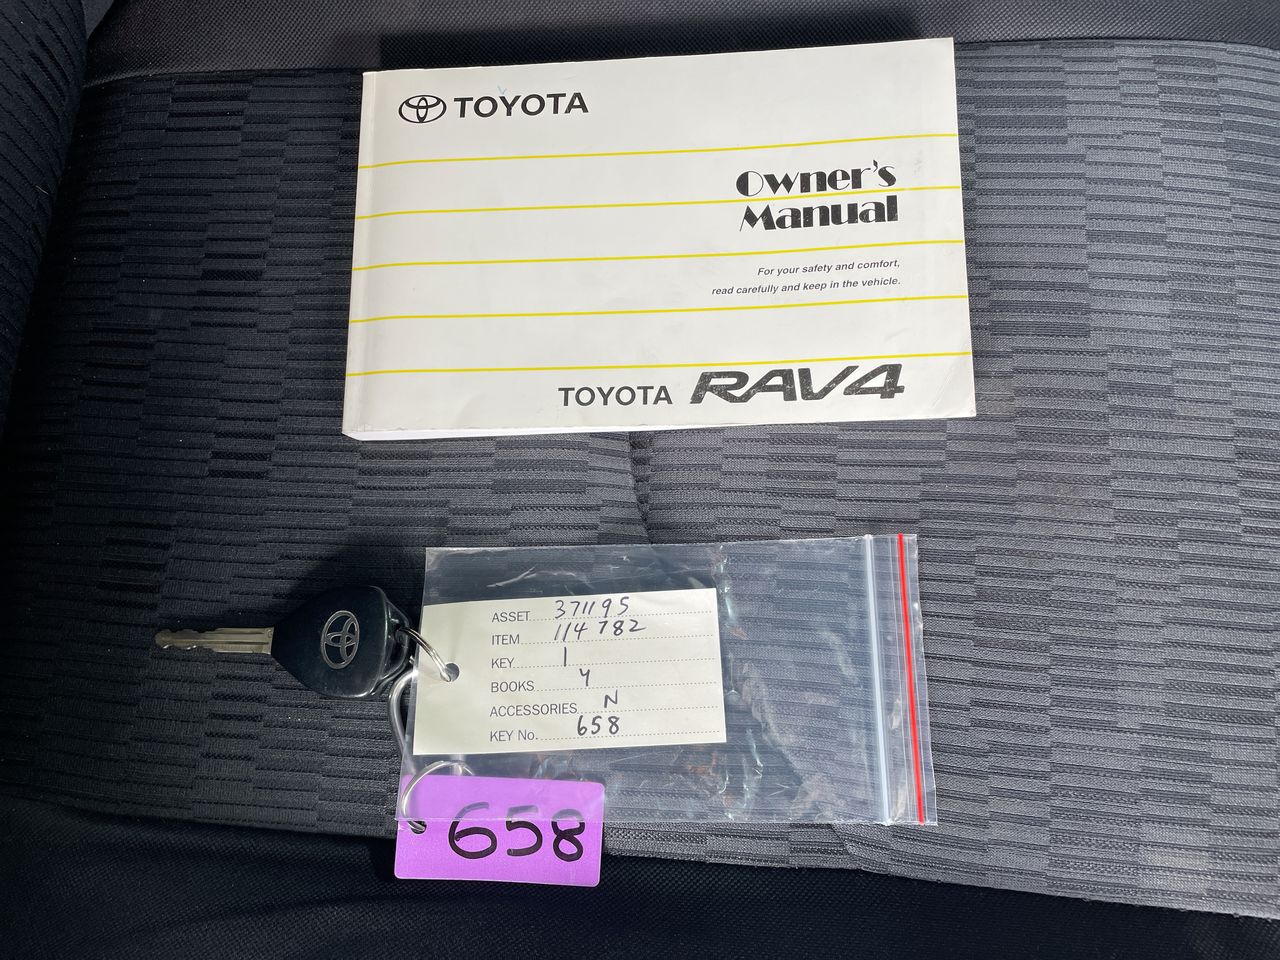 TOYOTA
Owner's
Manual
For your safety and comfort,
read carefully and keep in the vehicle.
TOYOTA RAV4
ASSET 371195
ITEM 114782
KEY 1
BOOKS Y
ACCESSORIES N
KEY No. 658
658